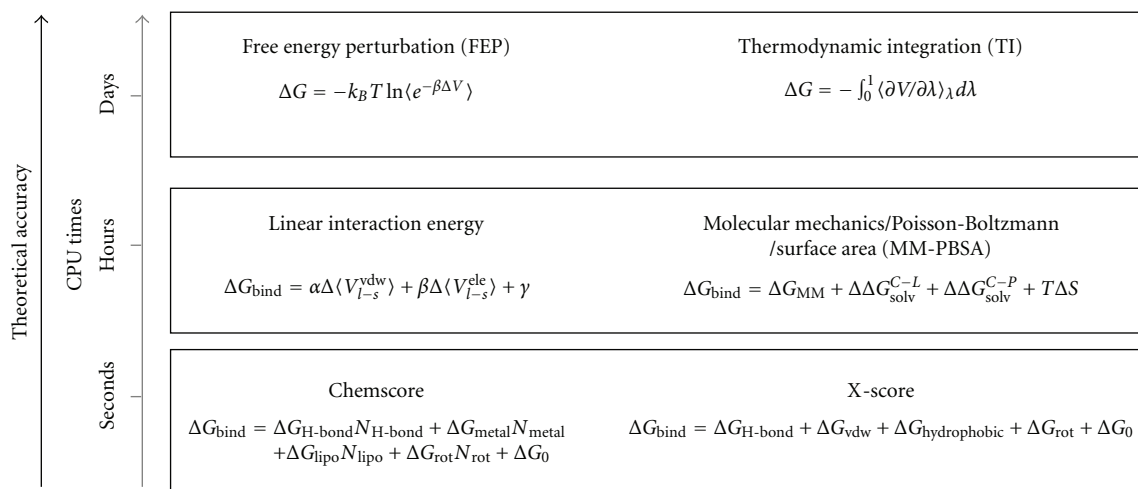 Theoretical accuracy
CPU times
Days
Hours
Seconds
Free energy perturbation (FEP)
ΔG = −k_B T ln⟨e^{−βΔV}⟩
Thermodynamic integration (TI)
ΔG = − ∫_0^1 ⟨∂V/∂λ⟩_λ dλ
Linear interaction energy
ΔG_bind = αΔ⟨V_{l−s}^{vdw}⟩ + βΔ⟨V_{l−s}^{ele}⟩ + γ
Molecular mechanics/Poisson-Boltzmann
/surface area (MM-PBSA)
ΔG_bind = ΔG_MM + ΔΔG_solv^{C−L} + ΔΔG_solv^{C−P} + TΔS
Chemscore
ΔG_bind = ΔG_H-bond N_H-bond + ΔG_metal N_metal
+ΔG_lipo N_lipo + ΔG_rot N_rot + ΔG_0
X-score
ΔG_bind = ΔG_H-bond + ΔG_vdw + ΔG_hydrophobic + ΔG_rot + ΔG_0